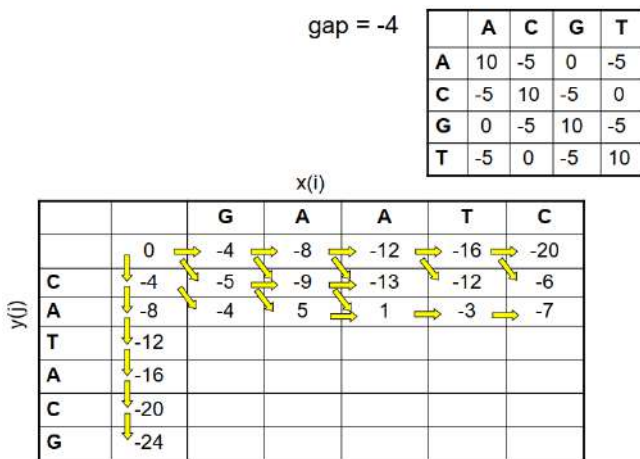 gap = -4
A C G T
A 10 -5 0 -5
C -5 10 -5 0
G 0 -5 10 -5
T -5 0 -5 10
x(i)
G A A T C
0 -4 -8 -12 -16 -20
C -4 -5 -9 -13 -12 -6
A -8 -4 5 1 -3 -7
T -12
A -16
C -20
G -24
y(j)